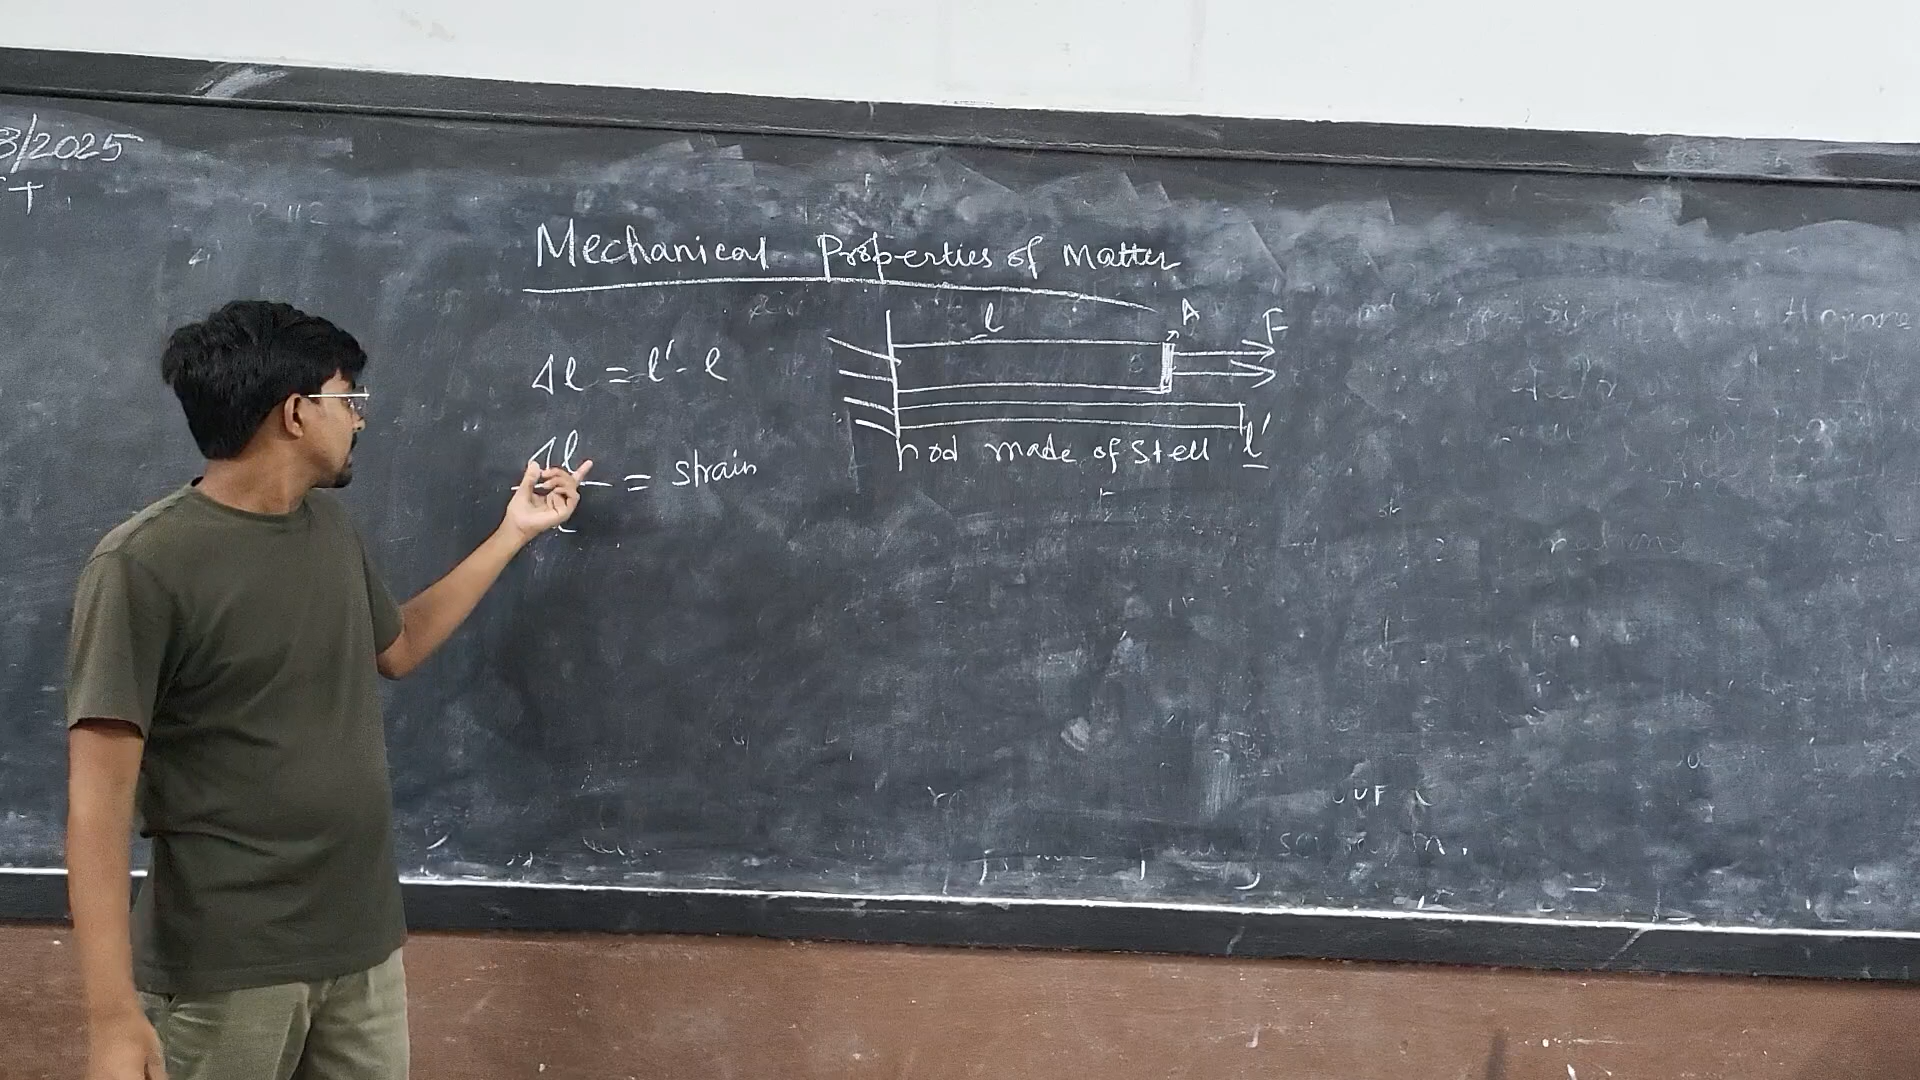 3/2025
T
Mechanical Properties of Matter
l A F
Δl = l' - l
Δl
— = strain
l
rod made of stell l'